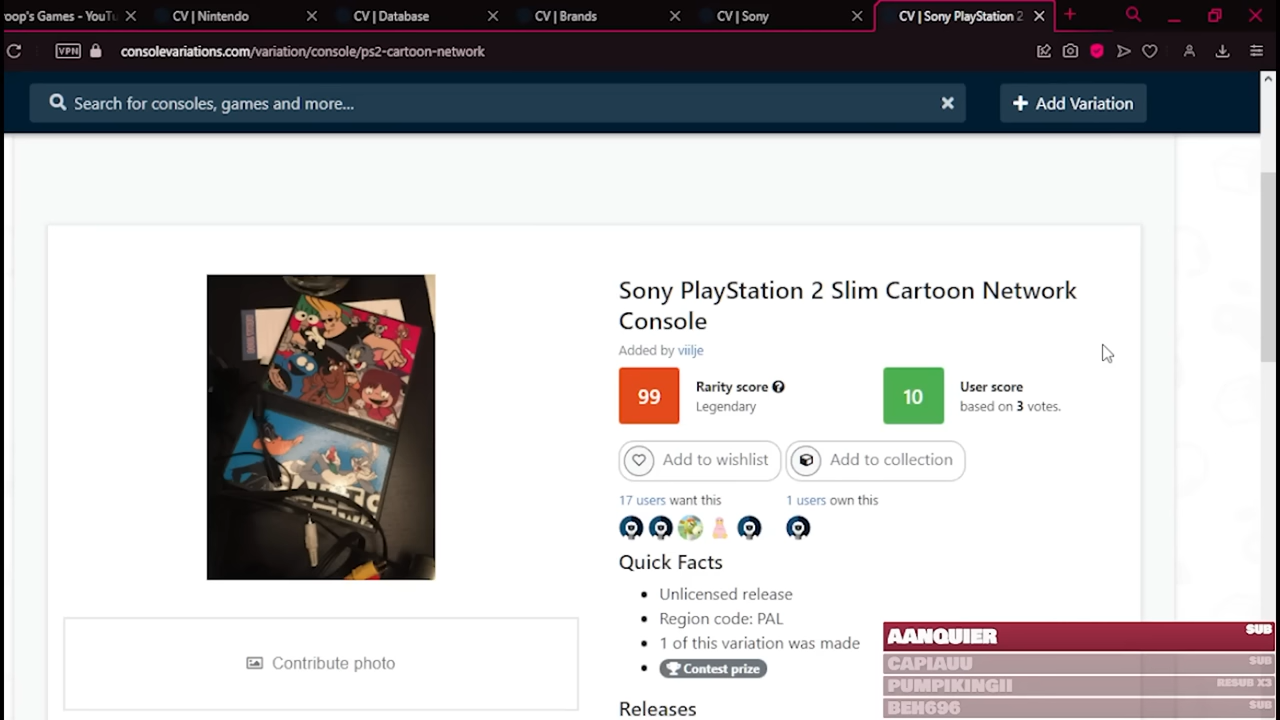 roop's Games - YouTu
CV | Nintendo
CV | Database
CV | Brands
CV | Sony
CV | Sony PlayStation 2
VPN
consolevariations.com/variation/console/ps2-cartoon-network
Search for consoles, games and more...
Add Variation
Sony PlayStation 2 Slim Cartoon Network
Console
Added by viilje
99
Rarity score
Legendary
10
User score
based on 3 votes.
Add to wishlist
Add to collection
17 users want this
1 users own this
Quick Facts
Unlicensed release
Region code: PAL
1 of this variation was made
Contest prize
Contribute photo
Releases
AANQUIER SUB
CAPIAUU SUB
PUMPIKINGII RESUB X3
BEH696 SUB